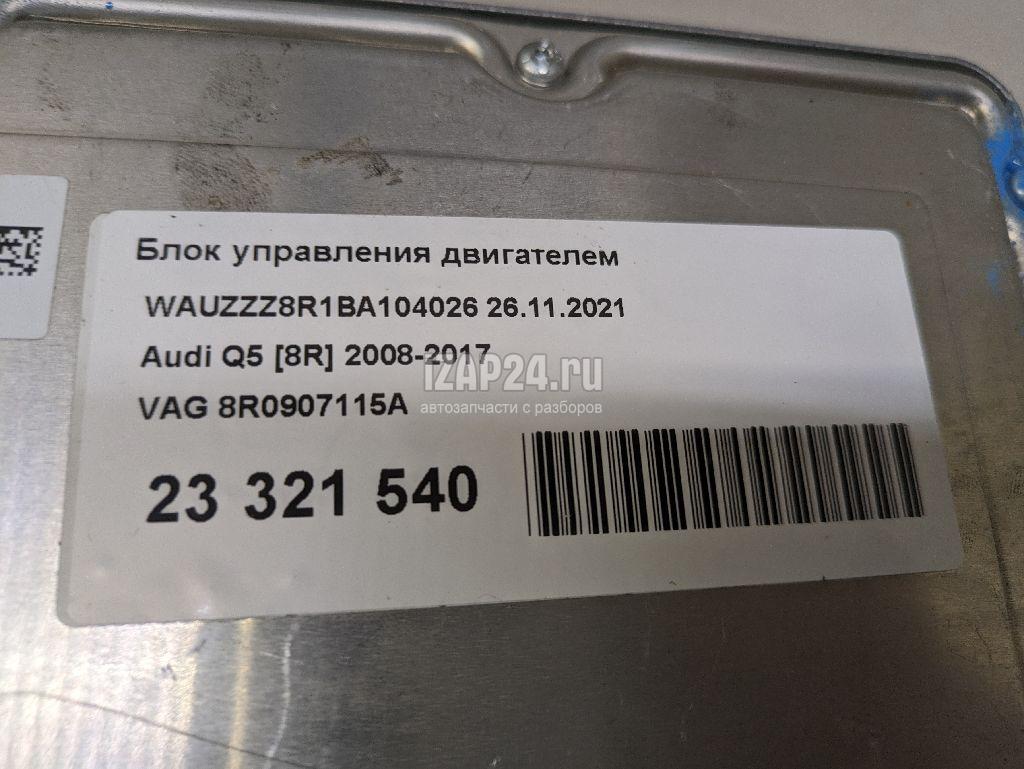 Блок управления двигателем
WAUZZZ8R1BA104026 26.11.2021
Audi Q5 [8R] 2008-2017
VAG 8R0907115A
23 321 540
iZAP24.ru
автозапчасти с разборов